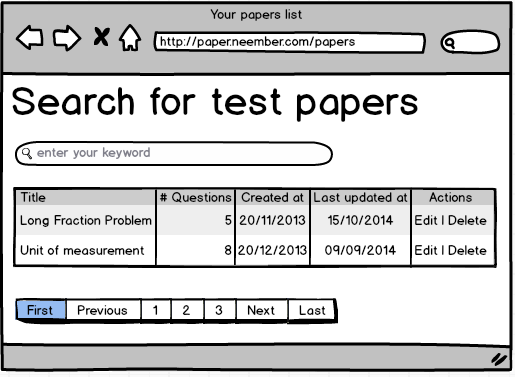 Your papers list
http://paper.neember.com/papers
Search for test papers
enter your keyword
Title # Questions Created at Last updated at Actions
Long Fraction Problem 5 20/11/2013 15/10/2014 Edit | Delete
Unit of measurement 8 20/12/2013 09/09/2014 Edit | Delete
First Previous 1 2 3 Next Last